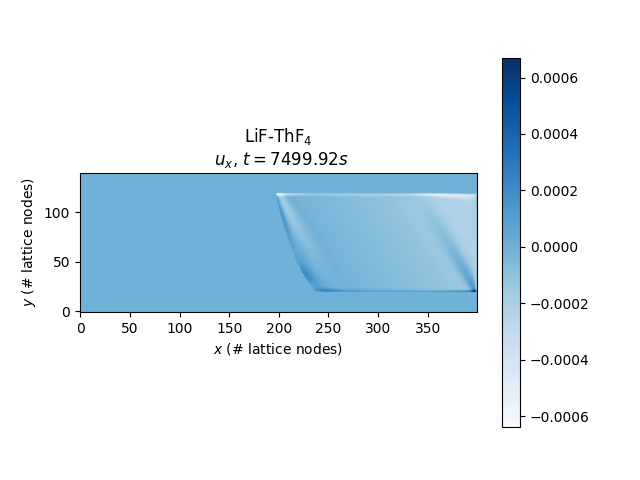 LiF-ThF₄
uₓ, t = 7499.92s
y (# lattice nodes)
100
50
0
0 50 100 150 200 250 300 350
x (# lattice nodes)
0.0006
0.0004
0.0002
0.0000
−0.0002
−0.0004
−0.0006